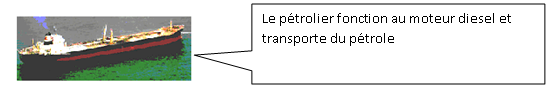 Le pétrolier fonction au moteur diesel et
transporte du pétrole